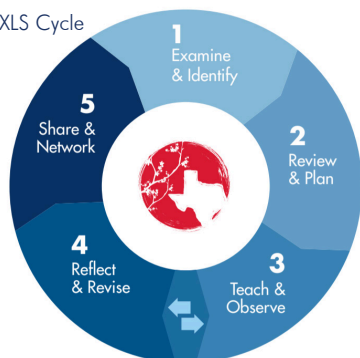 XLS Cycle
1
Examine
& Identify
2
Review
& Plan
3
Teach &
Observe
4
Reflect
& Revise
5
Share &
Network